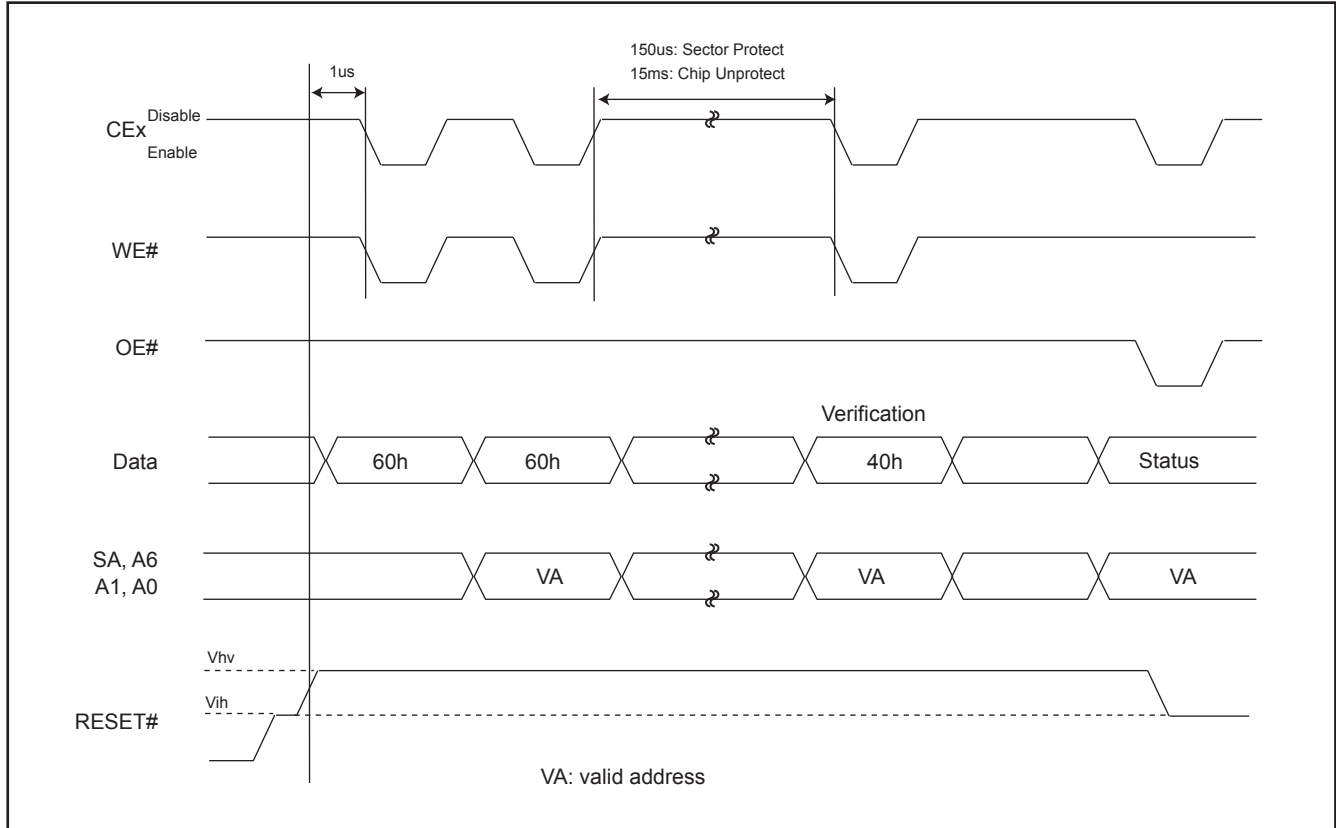 150us: Sector Protect
15ms: Chip Unprotect
1us
CEx
Disable
Enable
WE#
OE#
Verification
Data
60h
60h
40h
Status
SA, A6
A1, A0
VA
VA
VA
Vhv
Vih
RESET#
VA: valid address